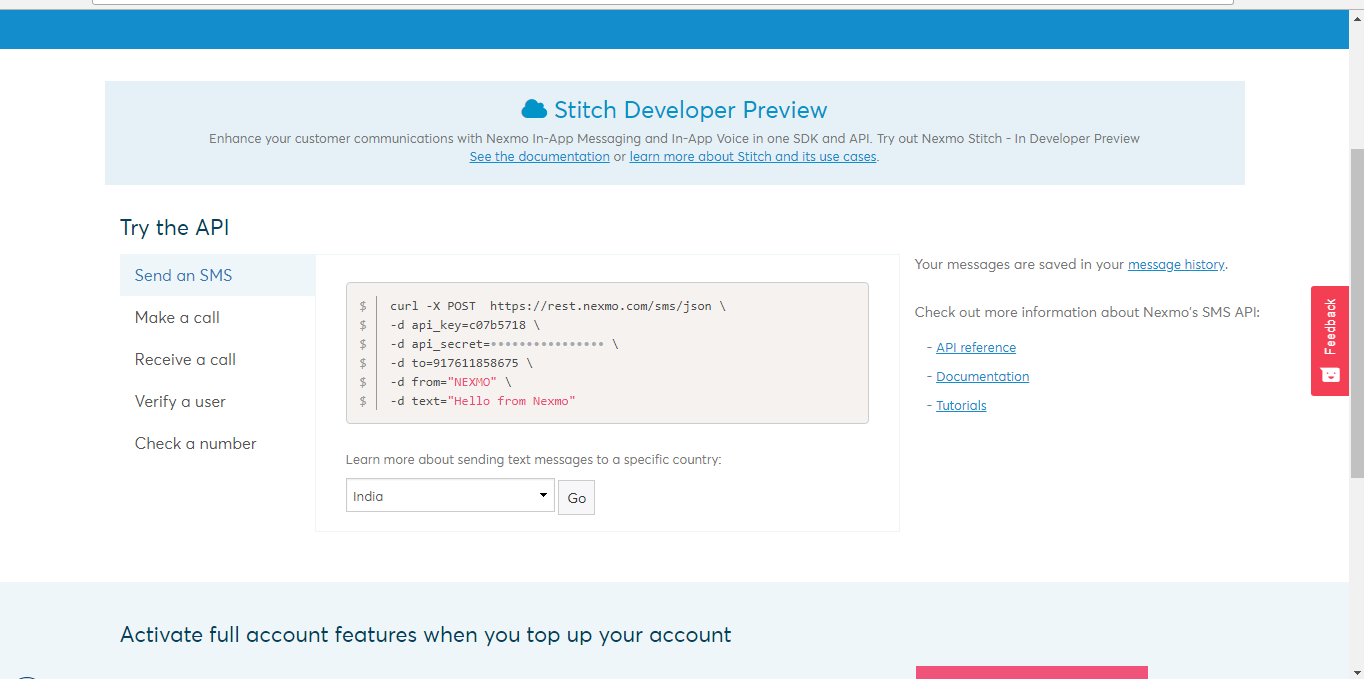 Stitch Developer Preview
Enhance your customer communications with Nexmo In-App Messaging and In-App Voice in one SDK and API. Try out Nexmo Stitch - In Developer Preview
See the documentation or learn more about Stitch and its use cases.
Try the API
Send an SMS
Make a call
Receive a call
Verify a user
Check a number
$ curl -X POST  https://rest.nexmo.com/sms/json \
$ -d api_key=c07b5718 \
$ -d api_secret=•••••••••••••••• \
$ -d to=917611858675 \
$ -d from="NEXMO" \
$ -d text="Hello from Nexmo"
Learn more about sending text messages to a specific country:
India
Go
Your messages are saved in your message history.
Check out more information about Nexmo's SMS API:
- API reference
- Documentation
- Tutorials
Feedback
Activate full account features when you top up your account